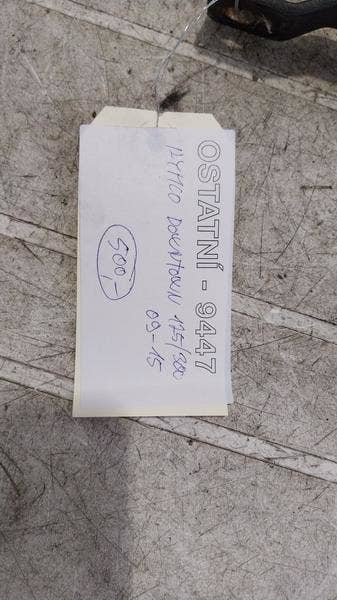 OSTATNÍ - 9447
KYMCO DOWNTOWN 125/300
09-15
500,-